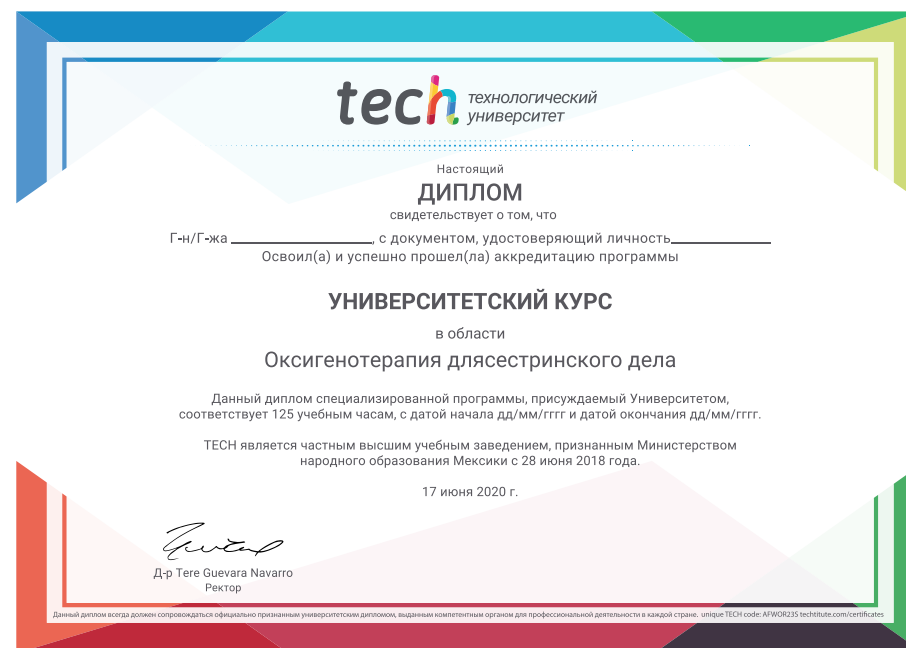 tech технологический
университет
Настоящий
ДИПЛОМ
свидетельствует о том, что
Г-н/Г-жа ____________, с документом, удостоверяющий личность____________
Освоил(а) и успешно прошел(ла) аккредитацию программы
УНИВЕРСИТЕТСКИЙ КУРС
в области
Оксигенотерапия длясестринского дела
Данный диплом специализированной программы, присуждаемый Университетом,
соответствует 125 учебным часам, с датой начала дд/мм/гггг и датой окончания дд/мм/гггг.
TECH является частным высшим учебным заведением, признанным Министерством
народного образования Мексики с 28 июня 2018 года.
17 июня 2020 г.
Д-р Tere Guevara Navarro
Ректор
Данный диплом всегда должен сопровождаться официально признанным университетским дипломом, выданным компетентным органом для профессиональной деятельности в каждой стране. unique TECH code: AFWOR23S techtitute.com/certificates